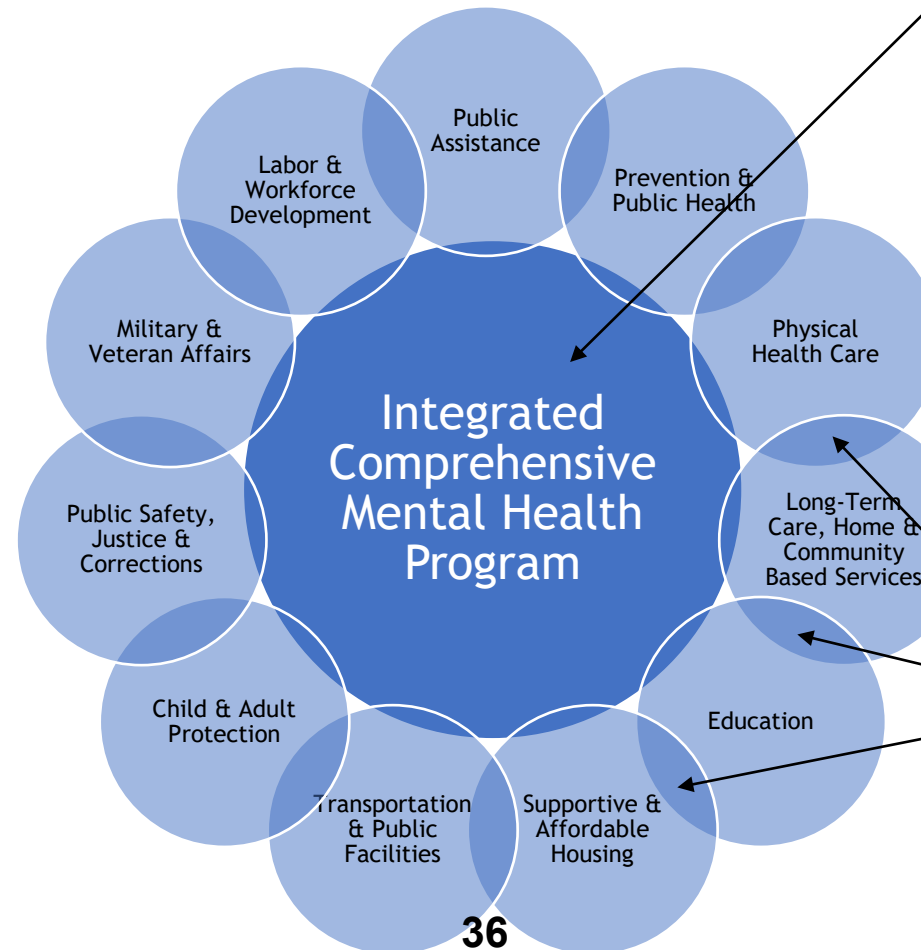 Public
Assistance
Prevention &
Public Health
Physical
Health Care
Long-Term
Care, Home &
Community
Based Services
Education
Supportive &
Affordable
Housing
Transportation
& Public
Facilities
Child & Adult
Protection
Public Safety,
Justice &
Corrections
Military &
Veteran Affairs
Labor &
Workforce
Development
Integrated
Comprehensive
Mental Health
Program
36